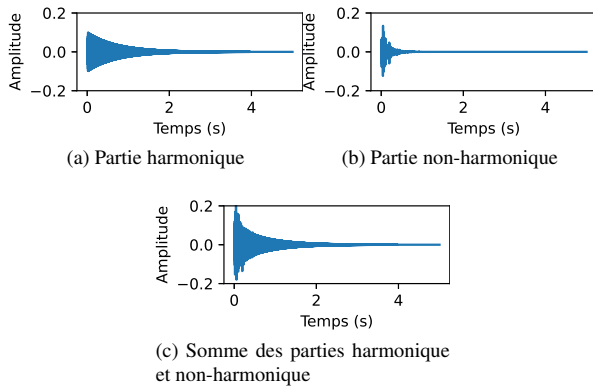 0.2
0.0
−0.2
Amplitude
0 2 4
Temps (s)
(a) Partie harmonique
0.2
0.0
−0.2
Amplitude
0 2 4
Temps (s)
(b) Partie non-harmonique
0.2
0.0
−0.2
Amplitude
0 2 4
Temps (s)
(c) Somme des parties harmonique
et non-harmonique